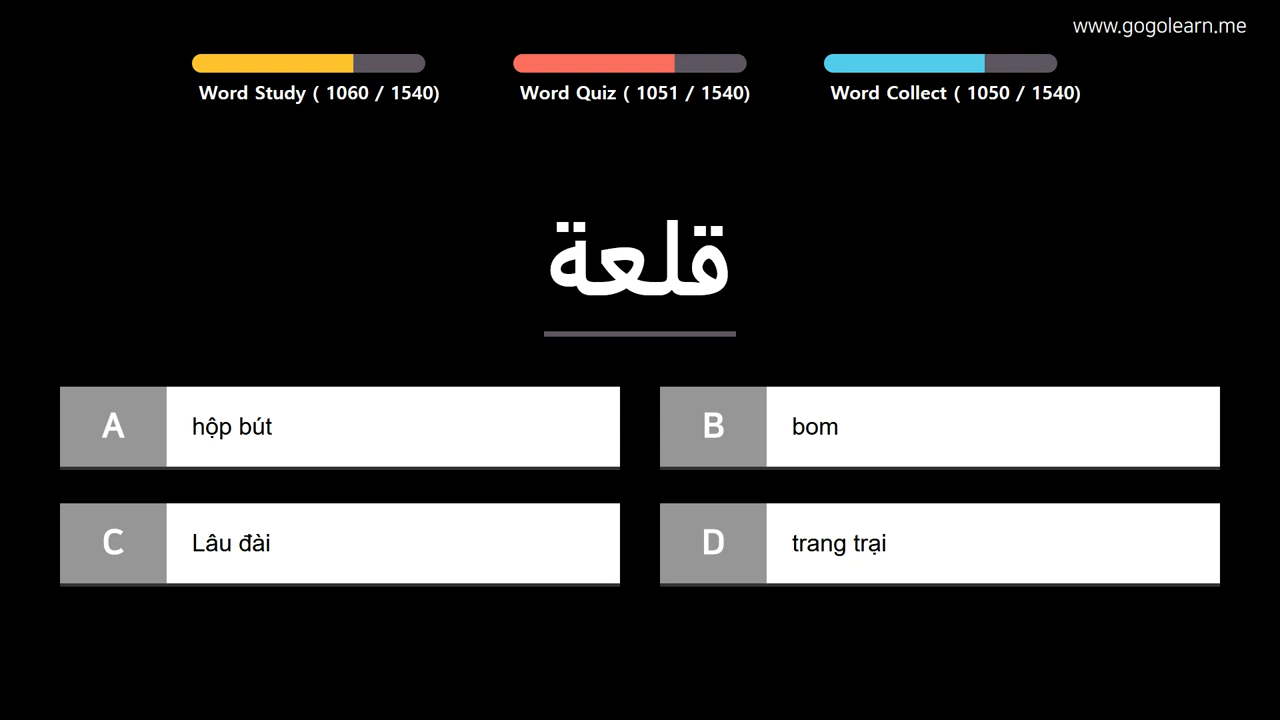 www.gogolearn.me
Word Study ( 1060 / 1540)
Word Quiz ( 1051 / 1540)
Word Collect ( 1050 / 1540)
قلعة
A hộp bút
B bom
C Lâu đài
D trang trại